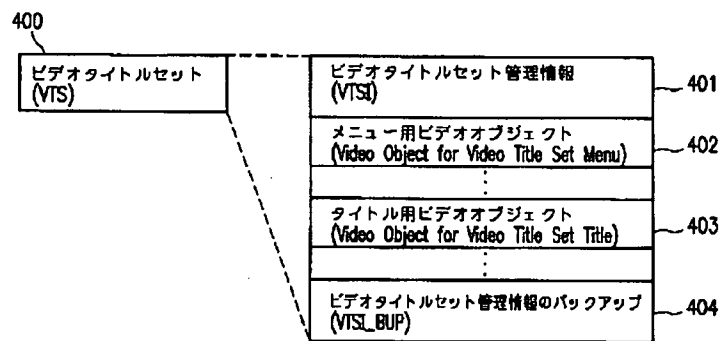 400
ビデオタイトルセット
(VTS)
ビデオタイトルセット管理情報
(VTSI)
401
メニュー用ビデオオブジェクト
(Video Object for Video Title Set Menu)
402
タイトル用ビデオオブジェクト
(Video Object for Video Title Set Title)
403
ビデオタイトルセット管理情報のバックアップ
(VTSI_BUP)
404